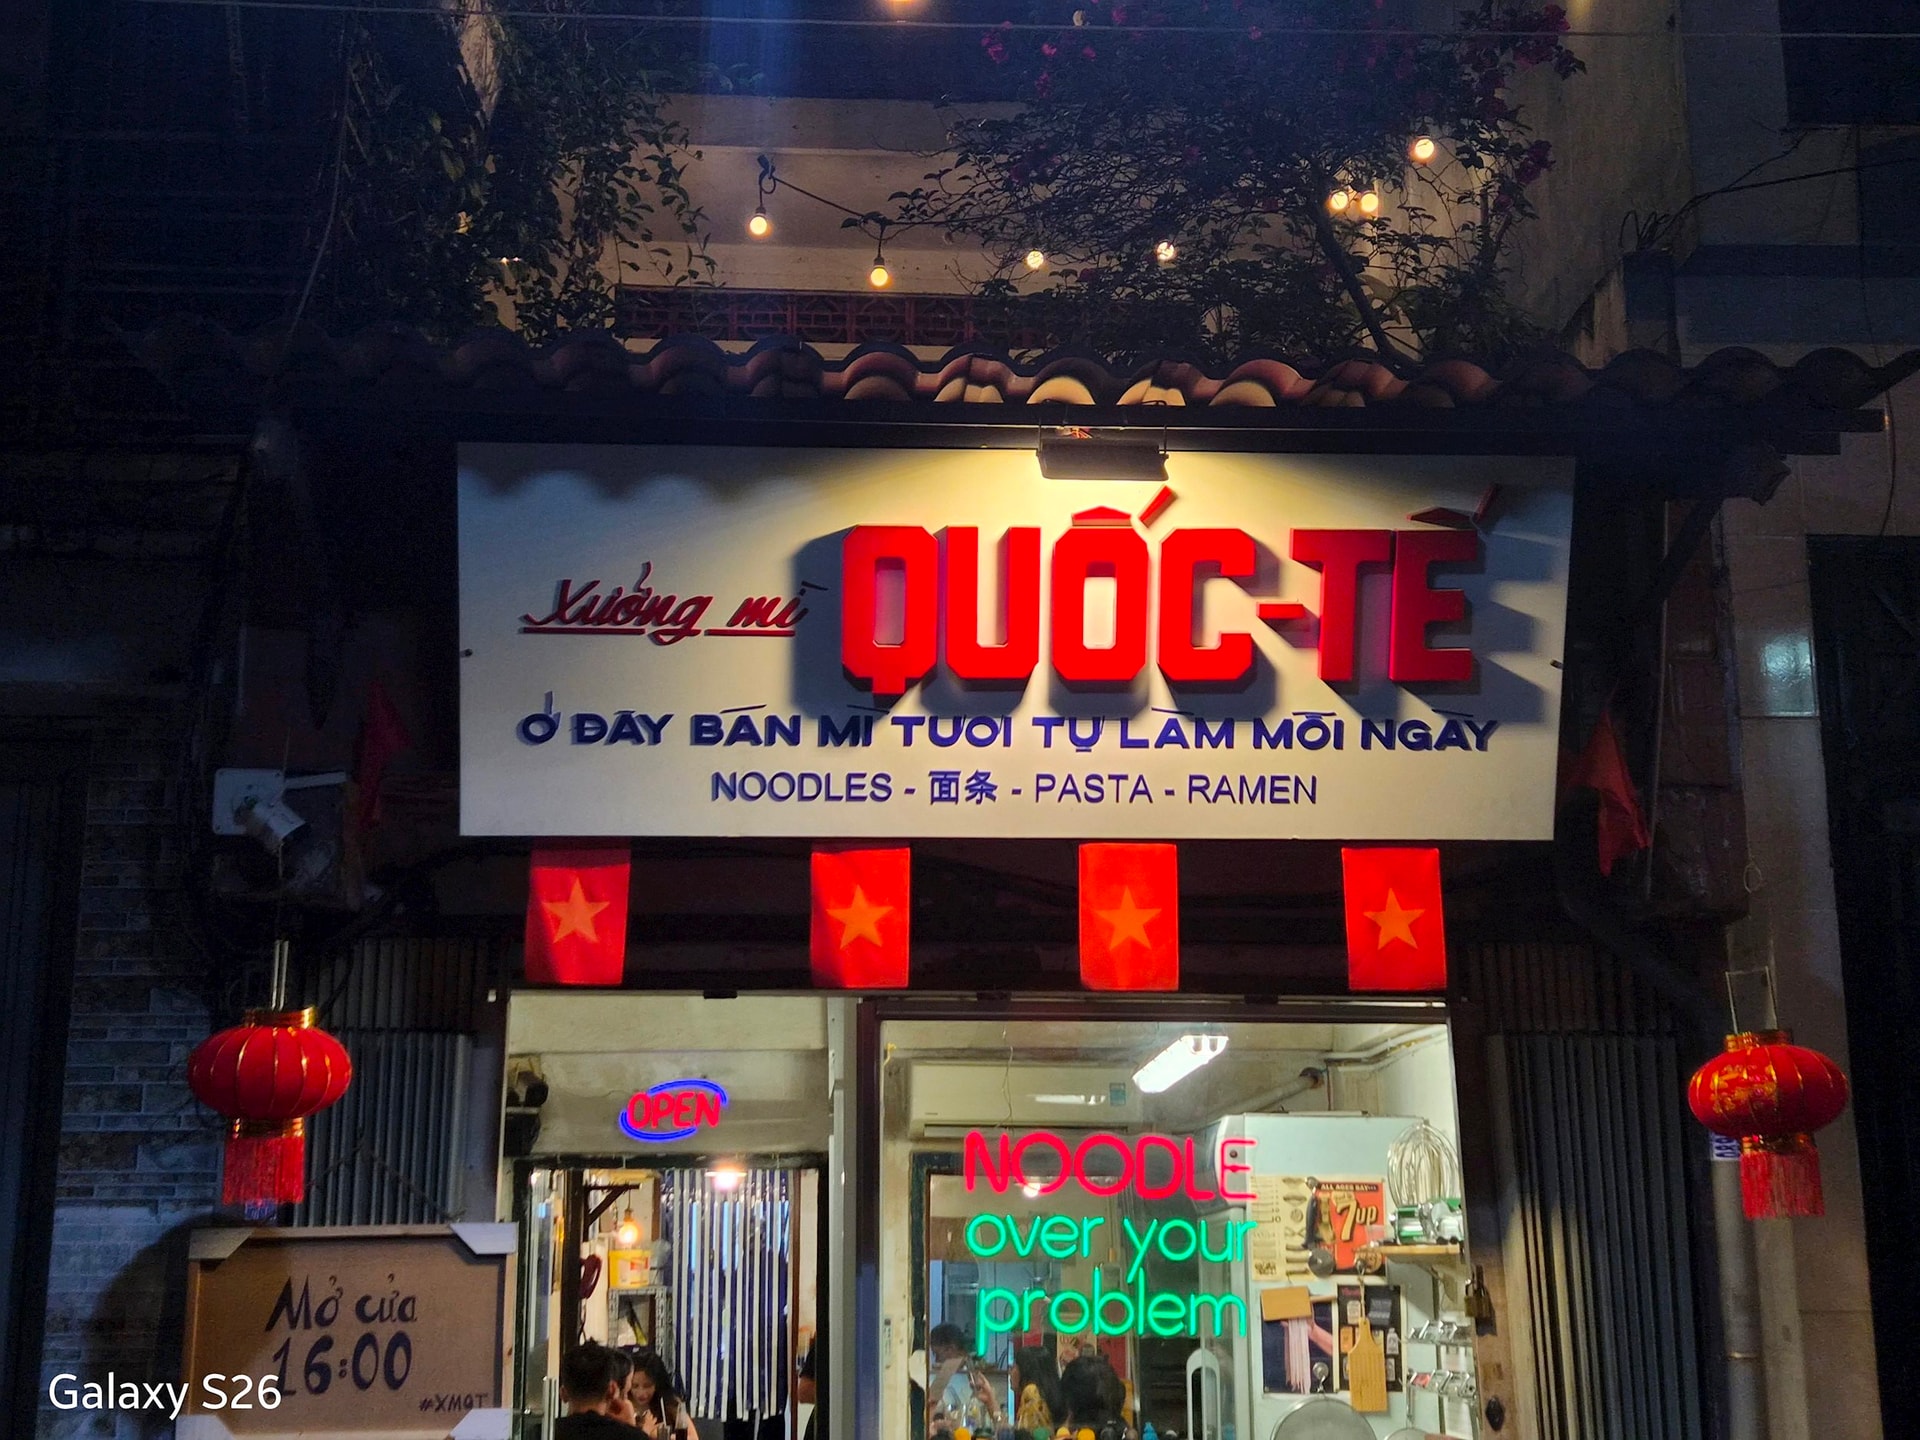 Xưởng mì QUỐC-TẾ
Ở ĐÂY BÁN MÌ TƯƠI TỰ LÀM MỖI NGÀY
NOODLES - 面条 - PASTA - RAMEN
OPEN
NOODLE
over your
problem
7up
Mở cửa
16:00
#XMQT
Galaxy S26